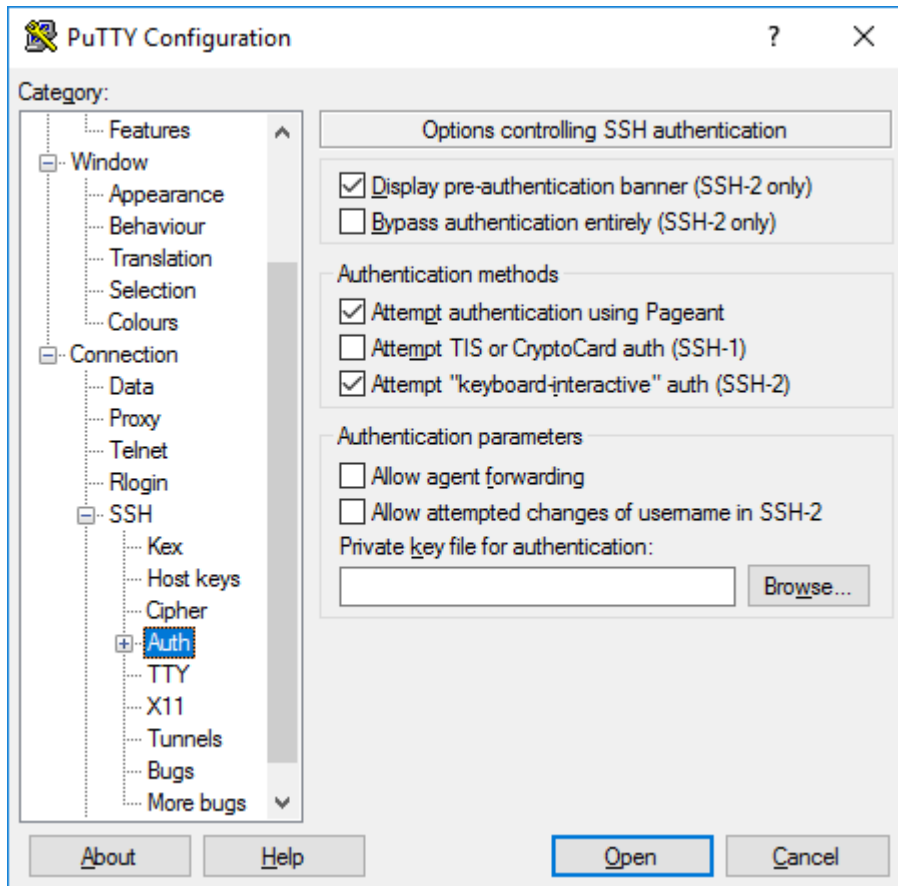 PuTTY Configuration
?
Category:
Features
Window
Appearance
Behaviour
Translation
Selection
Colours
Connection
Data
Proxy
Telnet
Rlogin
SSH
Kex
Host keys
Cipher
Auth
TTY
X11
Tunnels
Bugs
More bugs
Options controlling SSH authentication
Display pre-authentication banner (SSH-2 only)
Bypass authentication entirely (SSH-2 only)
Authentication methods
Attempt authentication using Pageant
Attempt TIS or CryptoCard auth (SSH-1)
Attempt "keyboard-interactive" auth (SSH-2)
Authentication parameters
Allow agent forwarding
Allow attempted changes of username in SSH-2
Private key file for authentication:
Browse...
About
Help
Open
Cancel